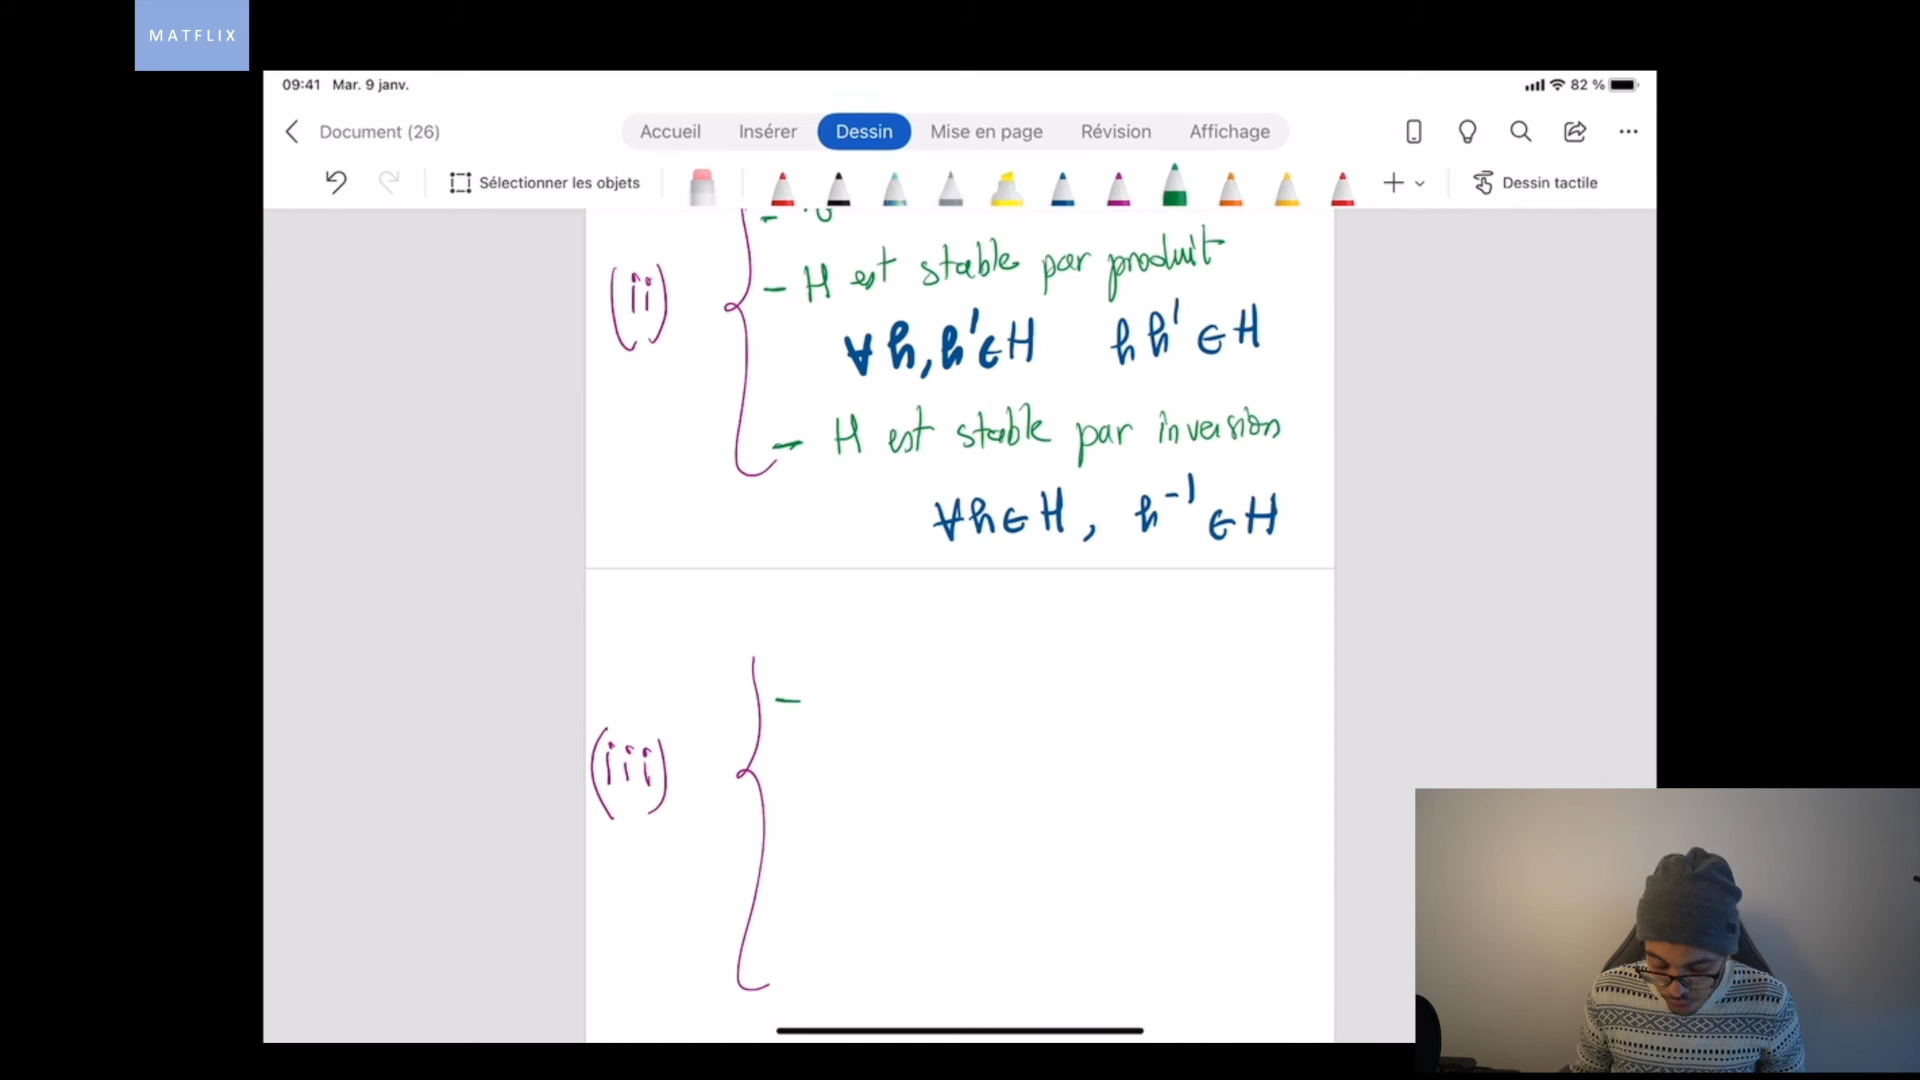 MATFLIX
09:41 Mar. 9 janv.
82 %
Document (26)
Accueil Insérer Dessin Mise en page Révision Affichage
Sélectionner les objets
Dessin tactile
(ii)
- H est stable par produit
∀ h, h' ∈ H h h' ∈ H
- H est stable par inversion
∀ h ∈ H, h⁻¹ ∈ H
-
(iii)